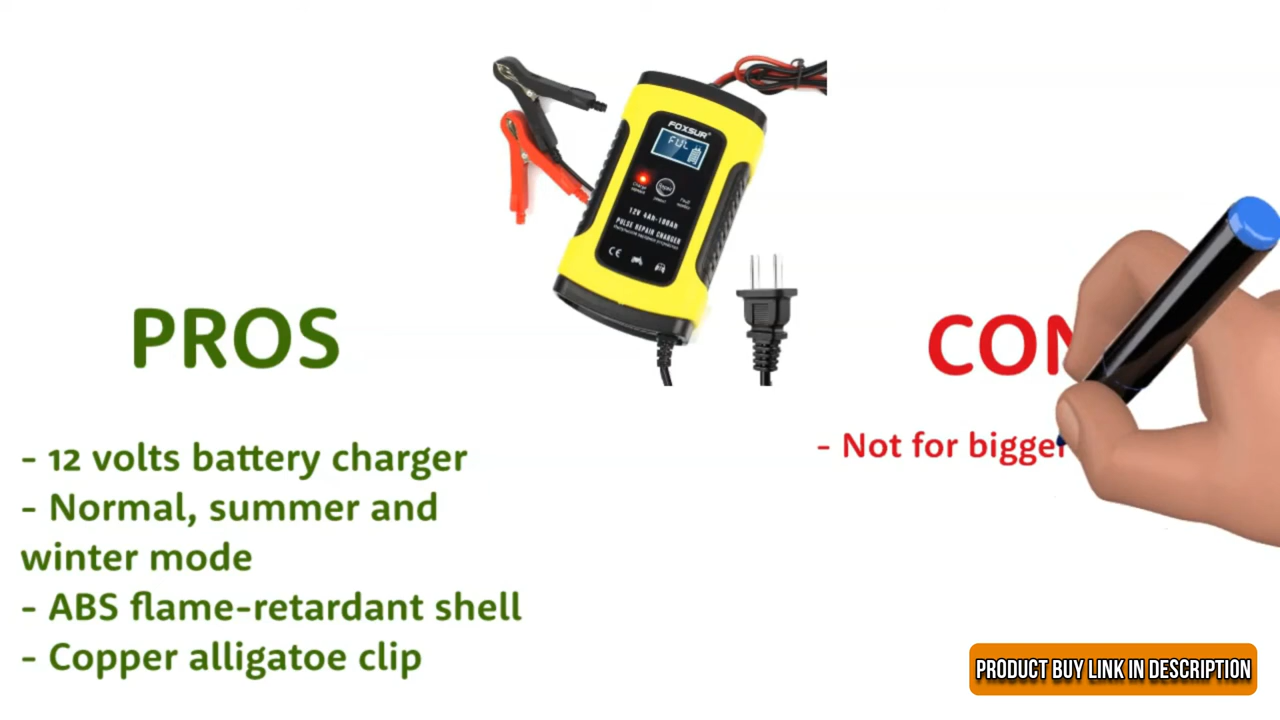 FOXSUR
FUL
12V 4Ah-100Ah
PULSE REPAIR CHARGER
CE
PROS
CON
- 12 volts battery charger
- Not for bigger
- Normal, summer and
winter mode
- ABS flame-retardant shell
- Copper alligatoe clip
PRODUCT BUY LINK IN DESCRIPTION